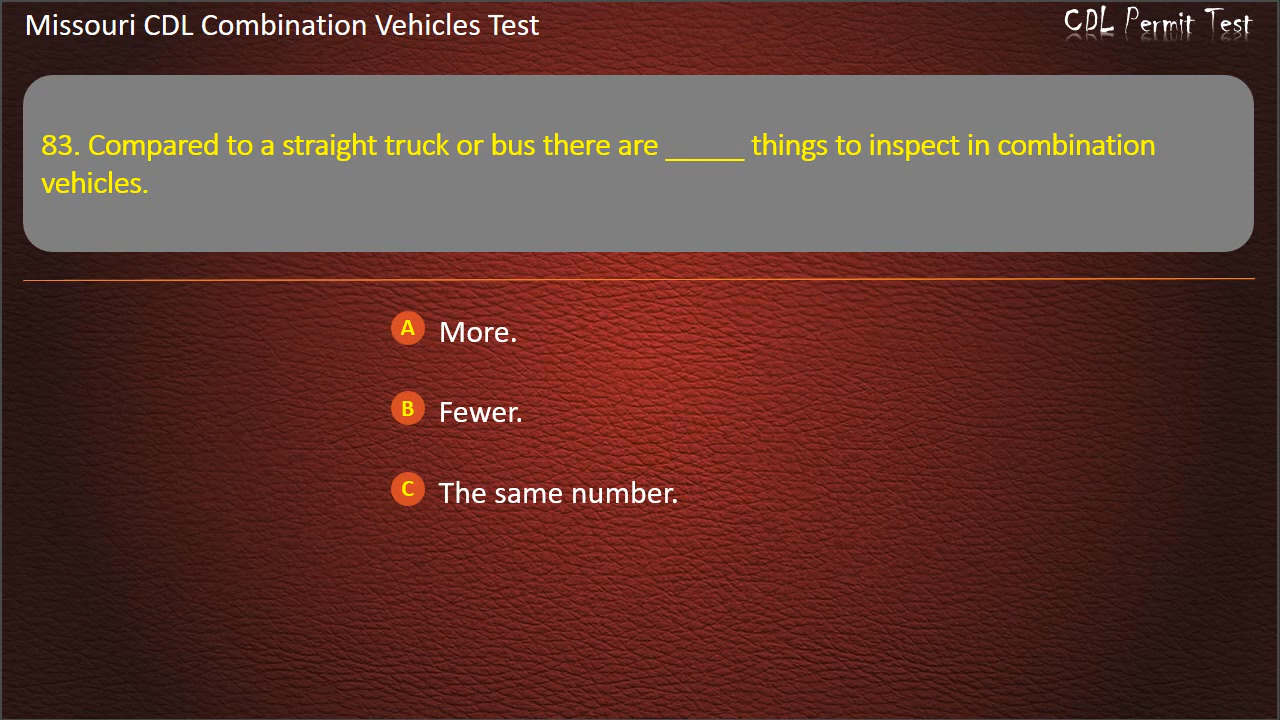 Missouri CDL Combination Vehicles Test
CDL Permit Test
83. Compared to a straight truck or bus there are _____ things to inspect in combination
vehicles.
A More.
B Fewer.
C The same number.